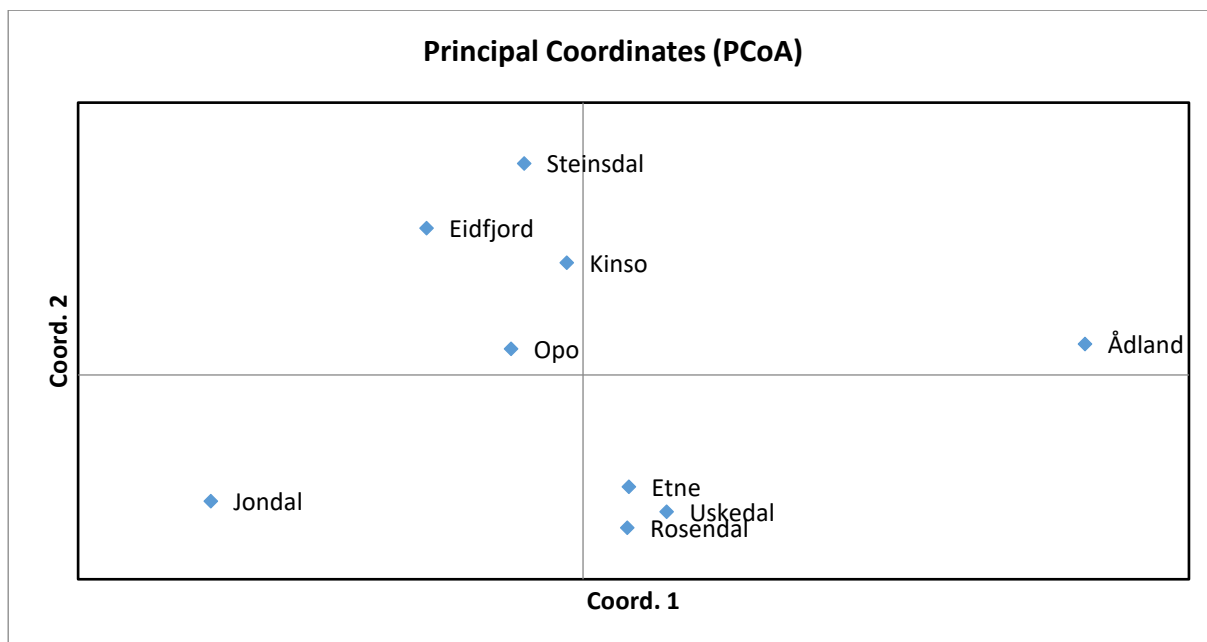 Principal Coordinates (PCoA)
Steinsdal
Eidfjord
Kinso
Opo
Ådland
Coord. 2
Etne
Jondal
Uskedal
Rosendal
Coord. 1